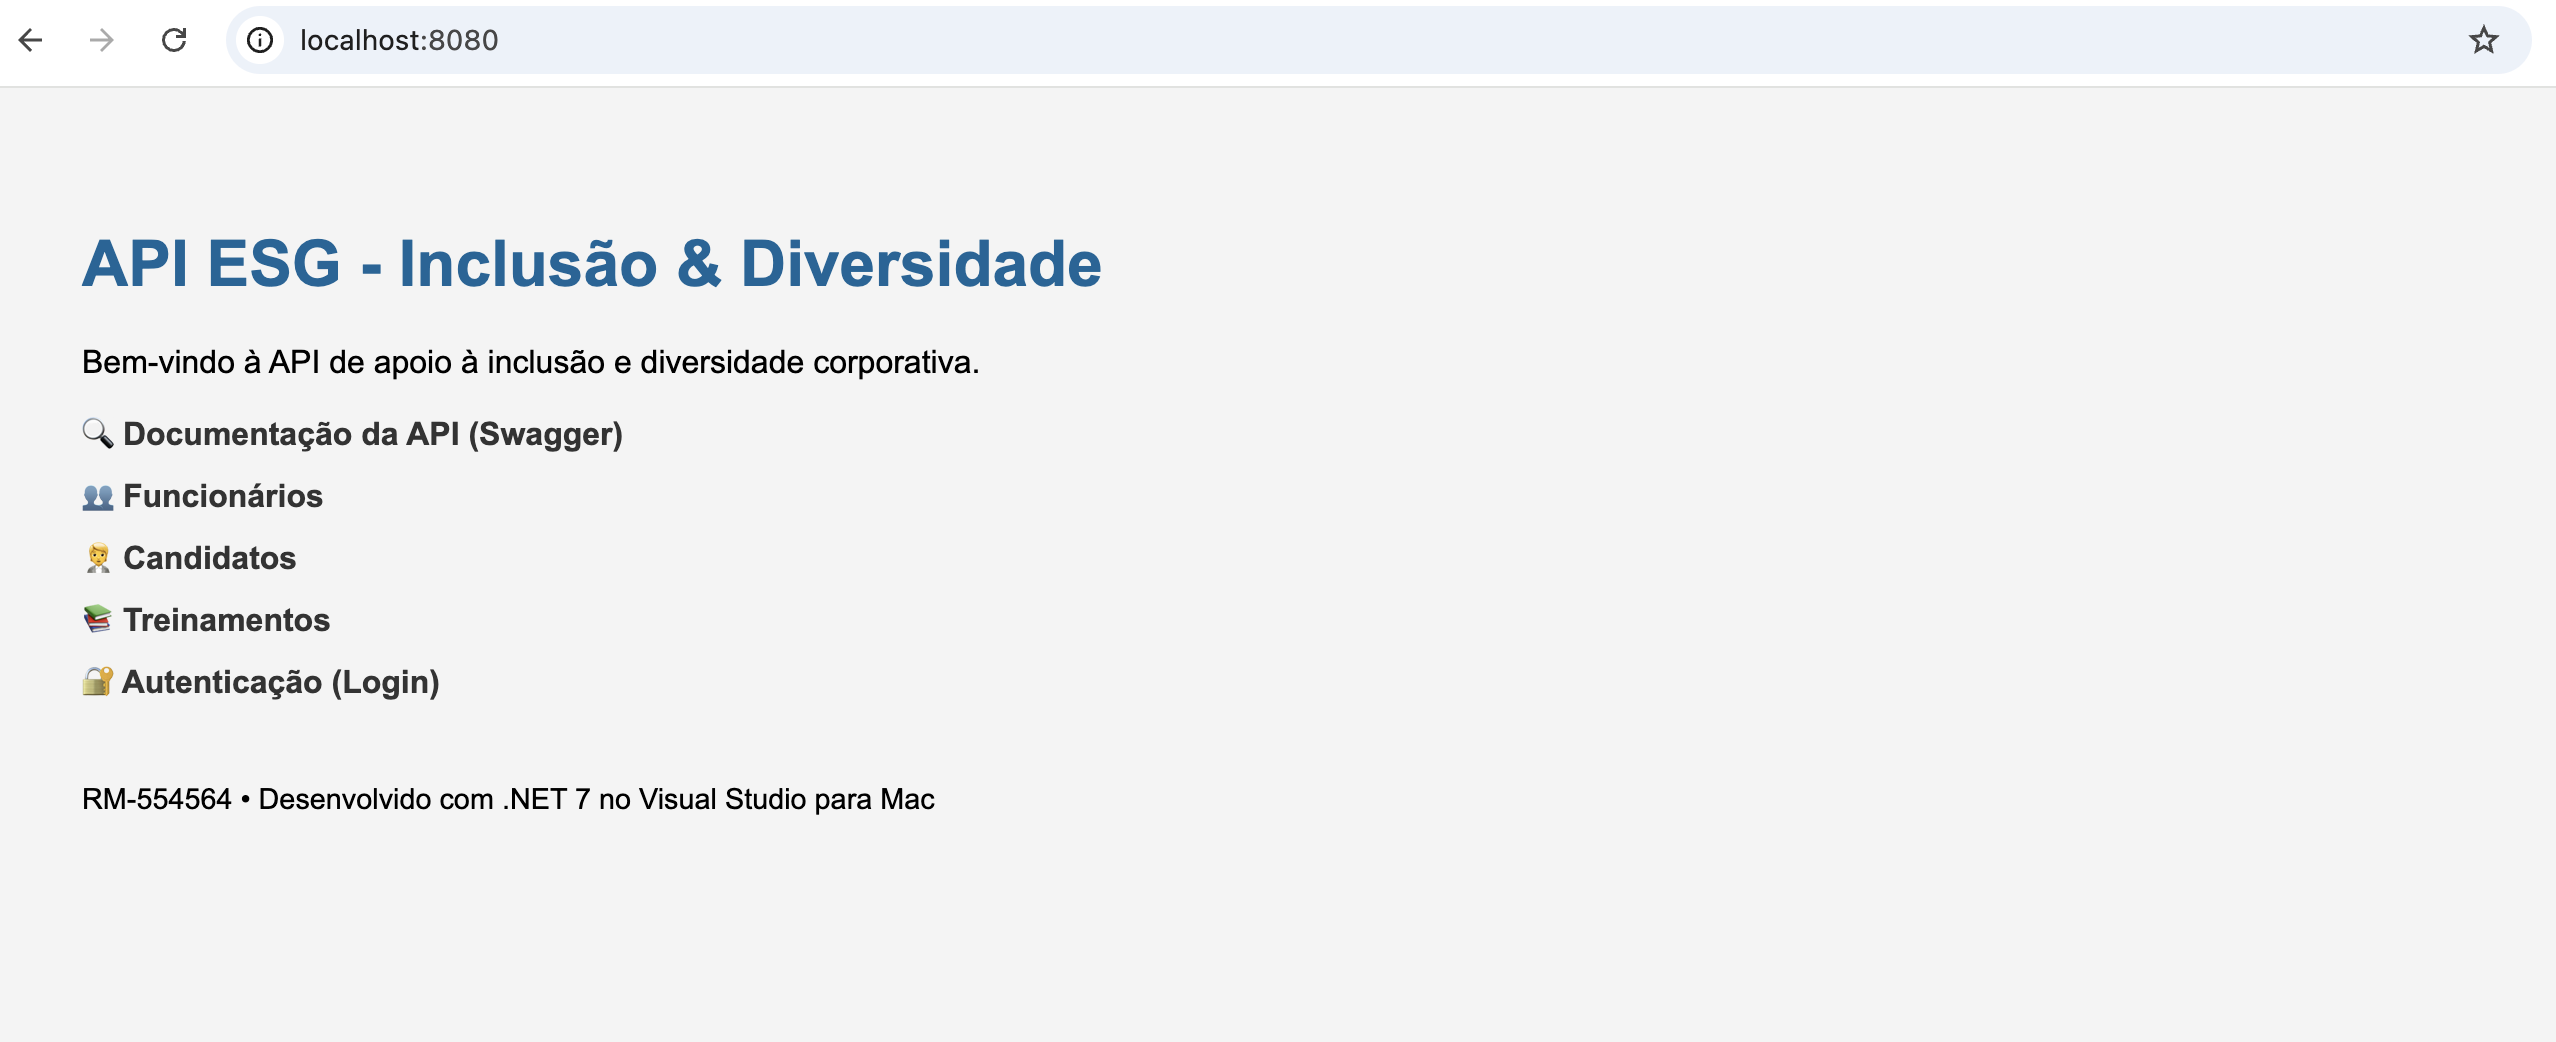 localhost:8080
API ESG - Inclusão & Diversidade
Bem-vindo à API de apoio à inclusão e diversidade corporativa.
🔍 Documentação da API (Swagger)
👥 Funcionários
🧑‍💼 Candidatos
📚 Treinamentos
🔐 Autenticação (Login)
RM-554564 • Desenvolvido com .NET 7 no Visual Studio para Mac